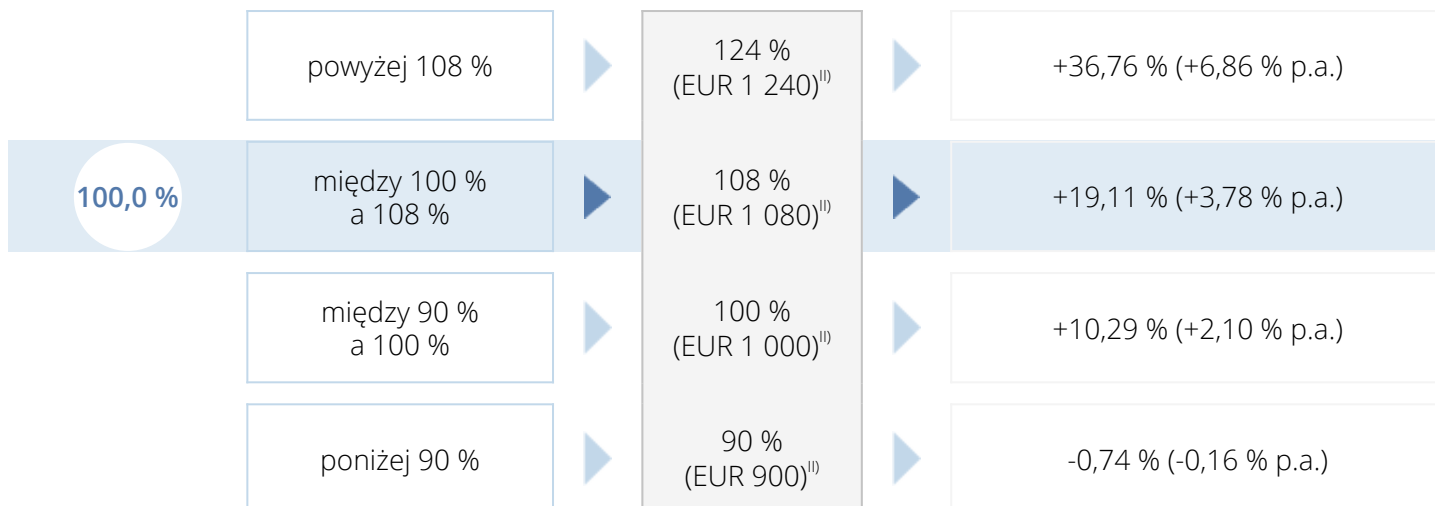 powyżej 108 %
124 %
(EUR 1 240)II)
+36,76 % (+6,86 % p.a.)
100,0 %
między 100 %
a 108 %
108 %
(EUR 1 080)II)
+19,11 % (+3,78 % p.a.)
między 90 %
a 100 %
100 %
(EUR 1 000)II)
+10,29 % (+2,10 % p.a.)
poniżej 90 %
90 %
(EUR 900)II)
-0,74 % (-0,16 % p.a.)